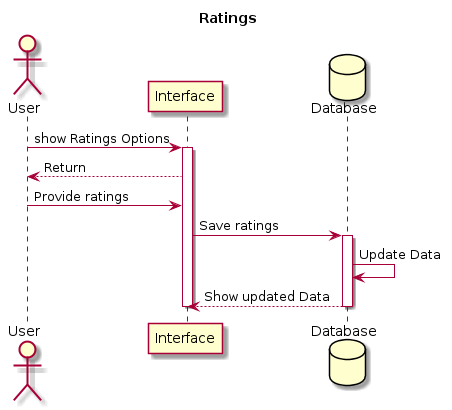 Ratings
User
Interface
Database
show Ratings Options
Return
Provide ratings
Save ratings
Update Data
Show updated Data
User
Interface
Database